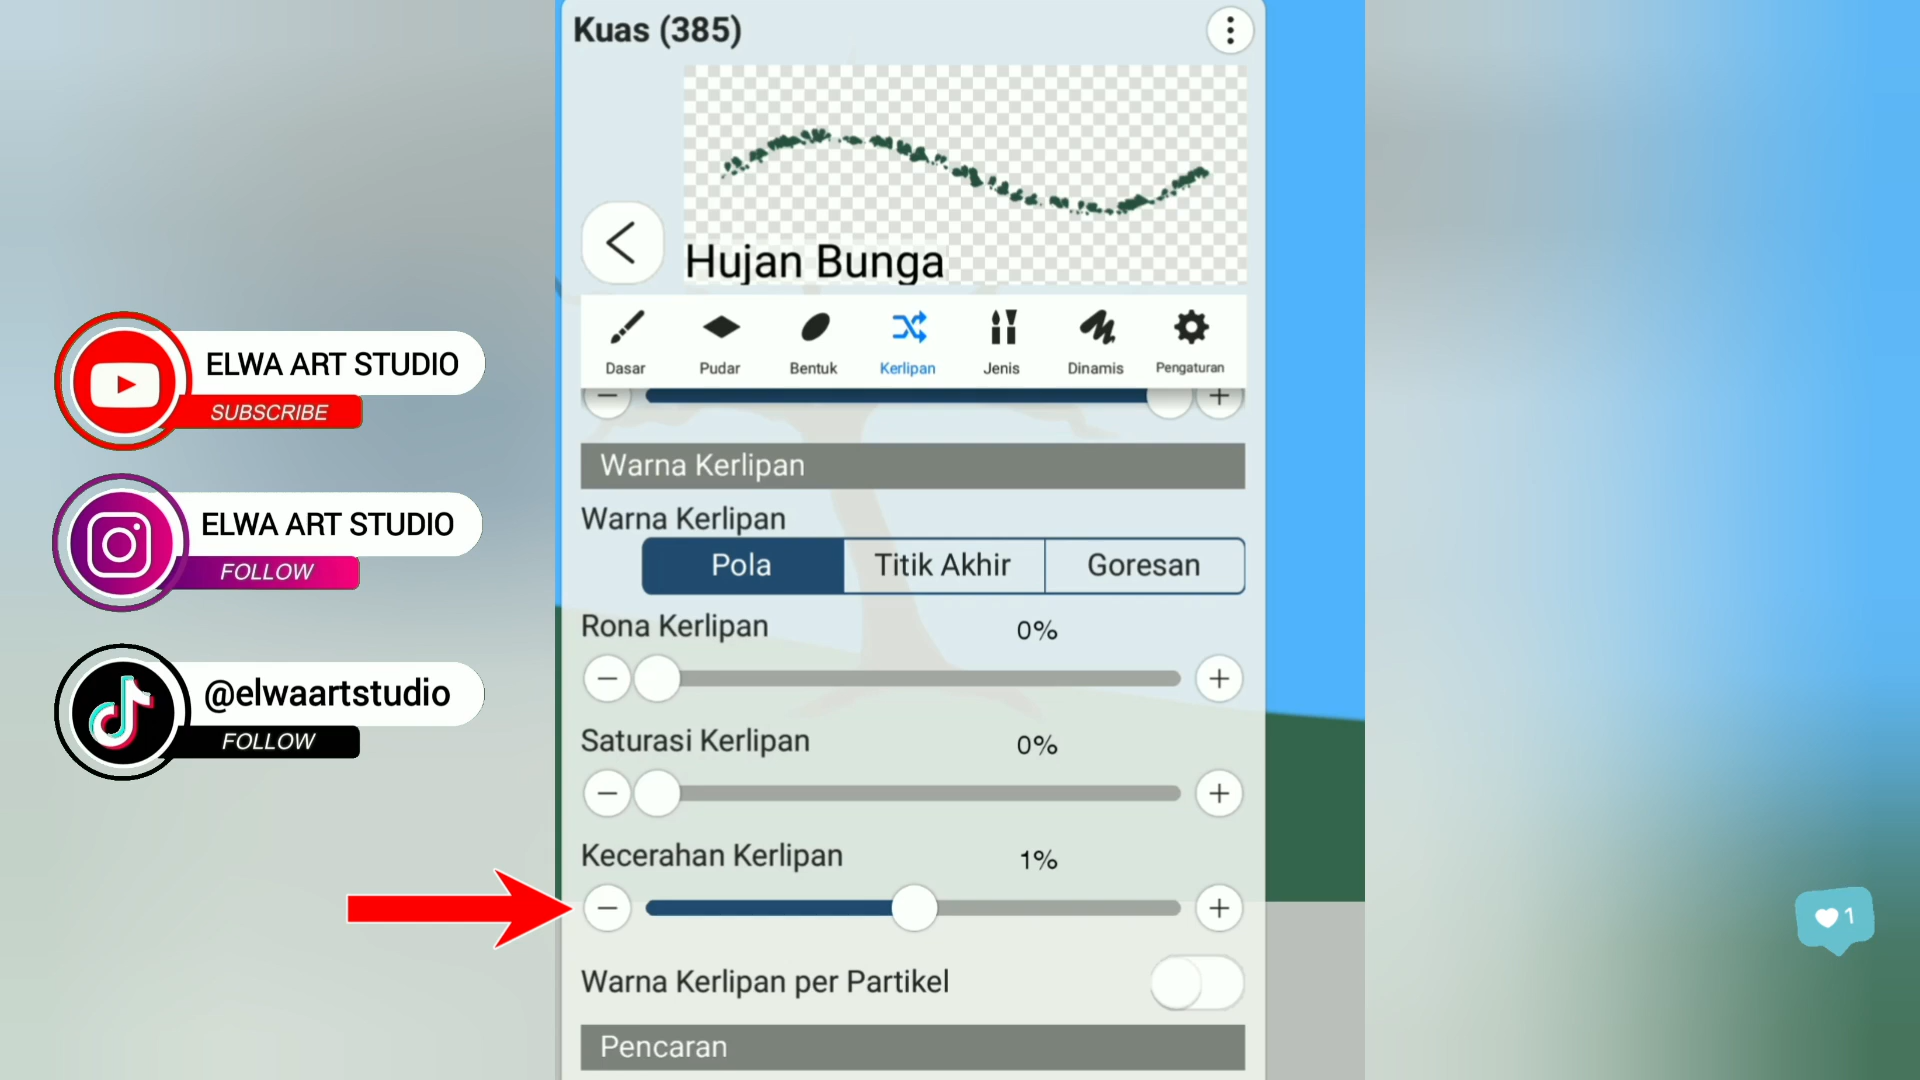 Kuas (385)
Hujan Bunga
Dasar
Pudar
Bentuk
Kerlipan
Jenis
Dinamis
Pengaturan
Warna Kerlipan
Warna Kerlipan
Pola
Titik Akhir
Goresan
Rona Kerlipan
0%
Saturasi Kerlipan
0%
Kecerahan Kerlipan
1%
Warna Kerlipan per Partikel
Pencaran
ELWA ART STUDIO
SUBSCRIBE
ELWA ART STUDIO
FOLLOW
@elwaartstudio
FOLLOW
1